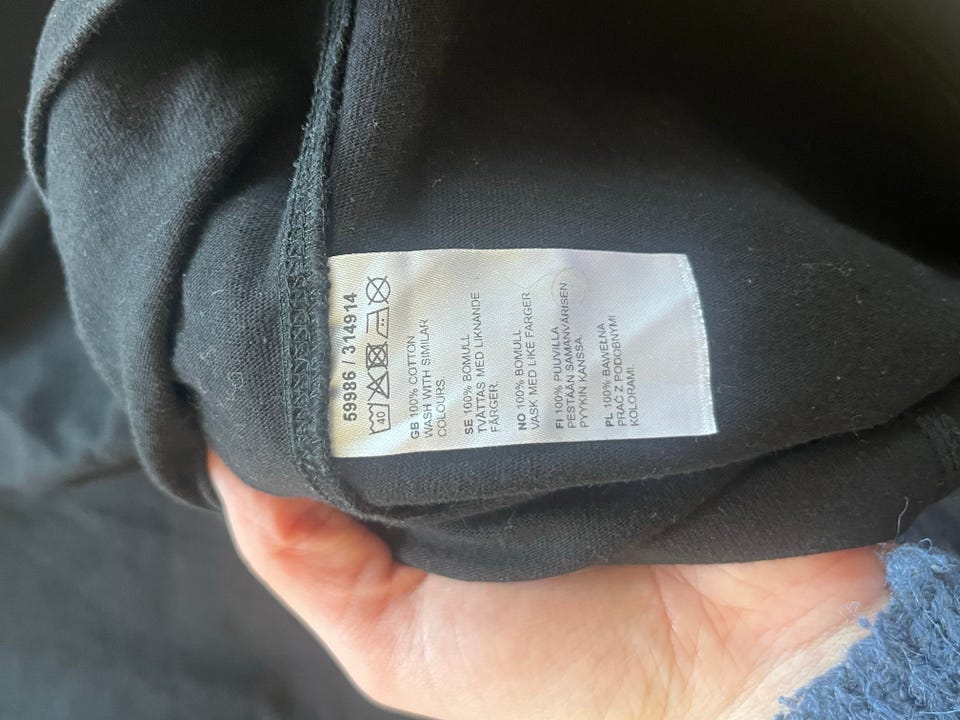 59986 / 314914
40
GB 100% COTTON
WASH WITH SIMILAR
COLOURS.
SE 100% BOMULL
TVÄTTAS MED LIKNANDE
FÄRGER.
NO 100% BOMULL
VASK MED LIKE FARGER
FI 100% PUUVILLA
PESTÄÄN SAMANVÄRISEN
PYYKIN KANSSA.
PL 100% BAWEŁNA
PRAĆ Z PODOBNYMI
KOLORAMI.